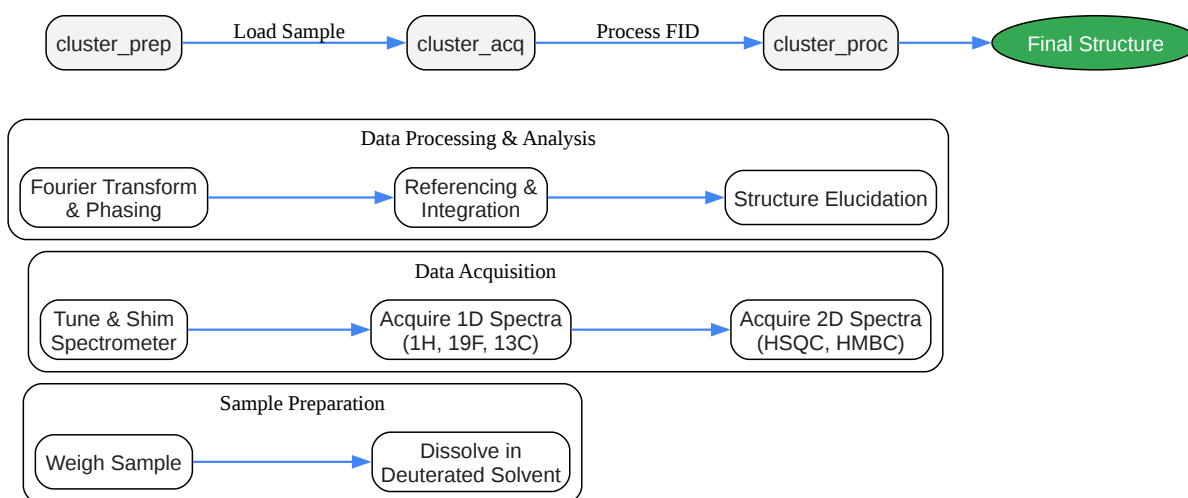 cluster_prep
Load Sample
cluster_acq
Process FID
cluster_proc
Final Structure
Data Processing & Analysis
Fourier Transform
& Phasing
Referencing &
Integration
Structure Elucidation
Data Acquisition
Tune & Shim
Spectrometer
Acquire 1D Spectra
(1H, 19F, 13C)
Acquire 2D Spectra
(HSQC, HMBC)
Sample Preparation
Weigh Sample
Dissolve in
Deuterated Solvent